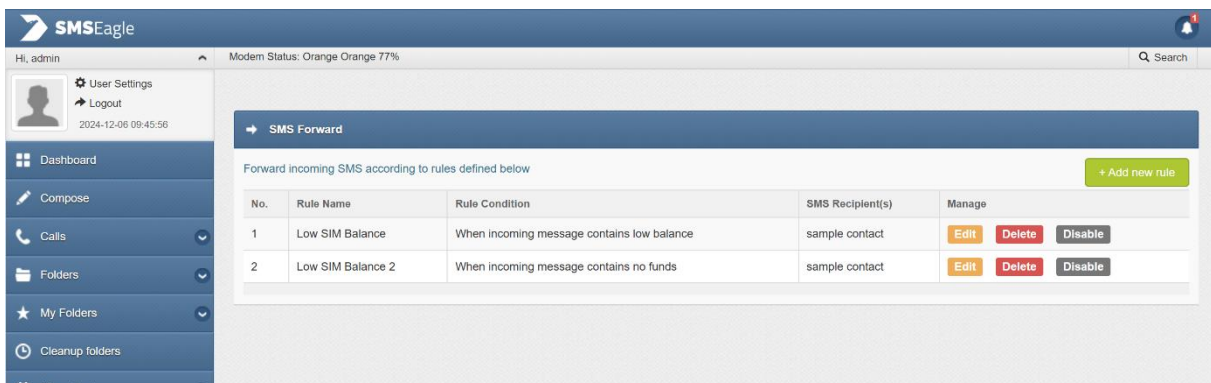 SMSEagle
1
Hi, admin
Modem Status: Orange Orange 77%
Search
User Settings
Logout
2024-12-06 09:45:56
SMS Forward
Dashboard
Forward incoming SMS according to rules defined below
+ Add new rule
Compose
No. Rule Name Rule Condition SMS Recipient(s) Manage
Calls
1 Low SIM Balance When incoming message contains low balance sample contact Edit Delete Disable
Folders
2 Low SIM Balance 2 When incoming message contains no funds sample contact Edit Delete Disable
My Folders
Cleanup folders